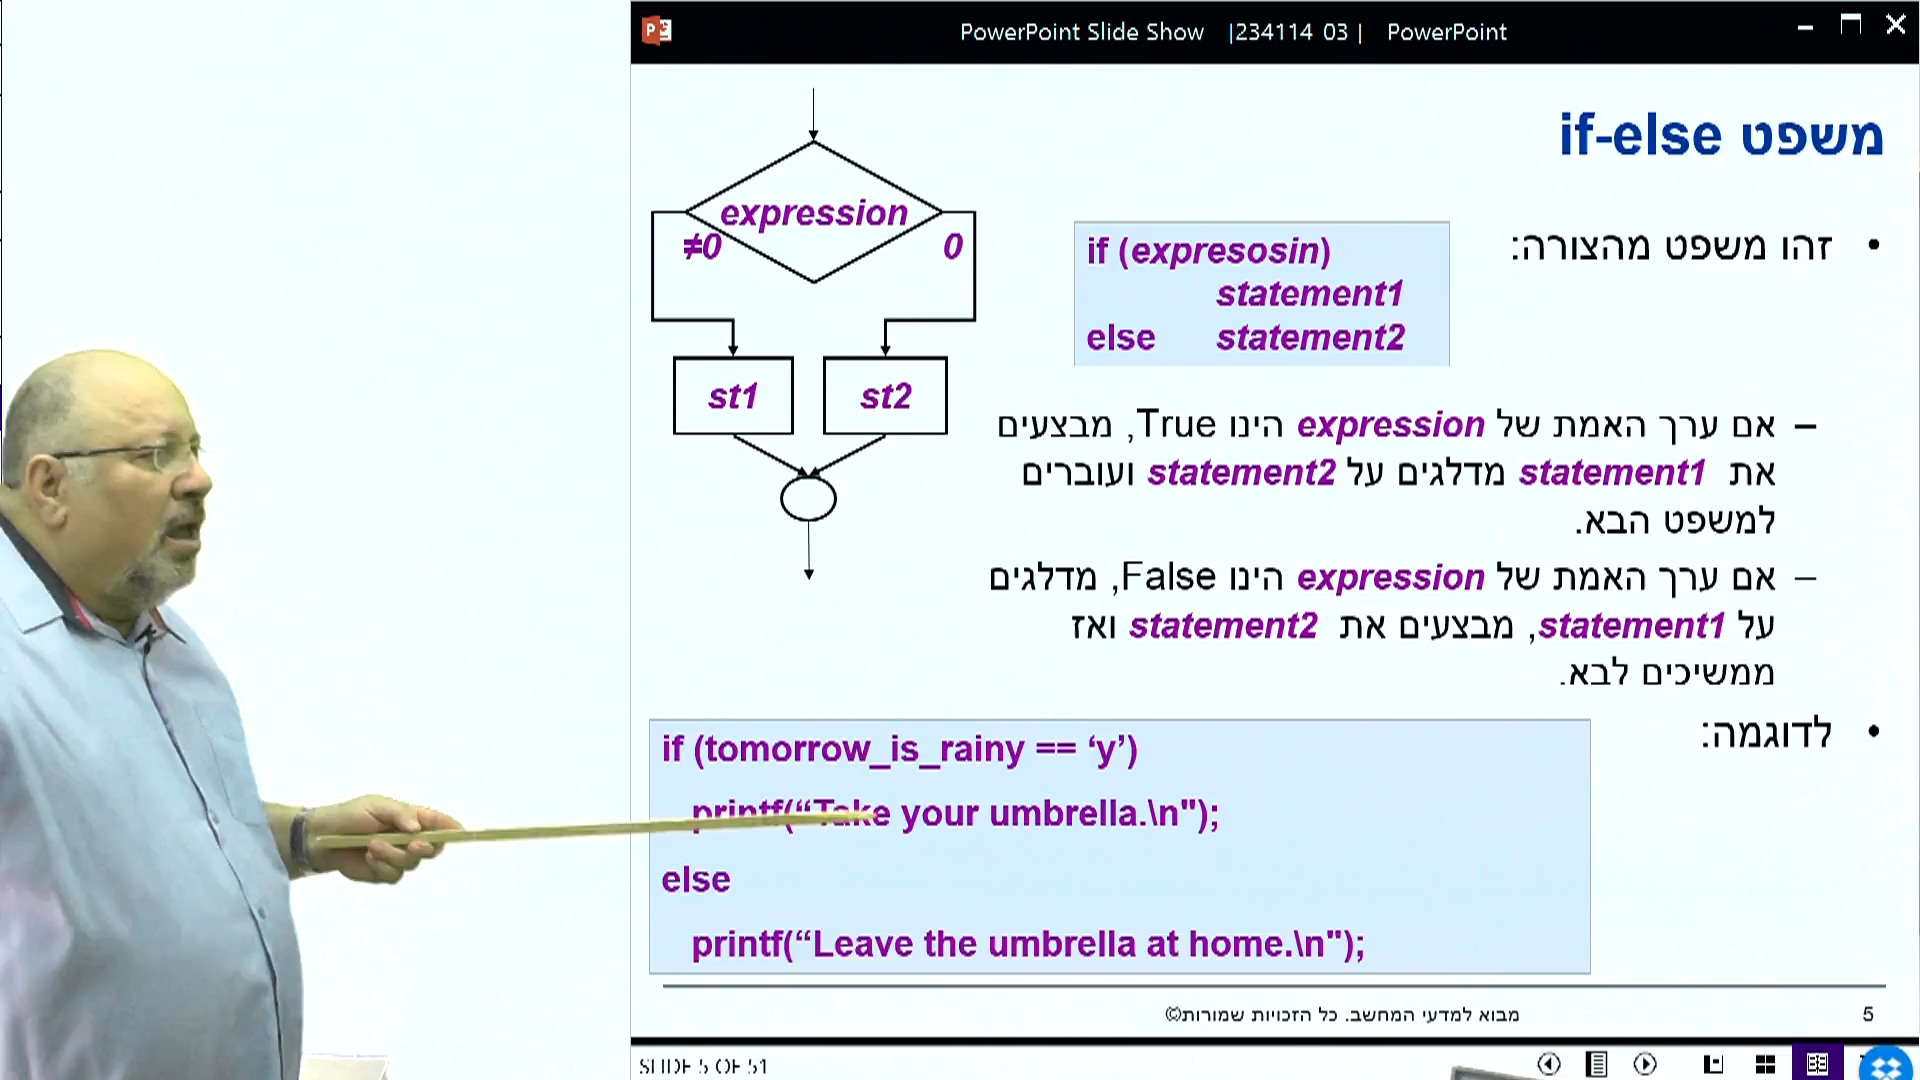 PowerPoint Slide Show |234114 03 | PowerPoint
משפט if-else
expression
≠0
0
st1
st2
• זהו משפט מהצורה:
if (expresosin)
statement1
else statement2
– אם ערך האמת של expression הינו True, מבצעים
את statement1 מדלגים על statement2 ועוברים
למשפט הבא.
– אם ערך האמת של expression הינו False, מדלגים
על statement1, מבצעים את statement2 ואז
ממשיכים לבא.
• לדוגמה:
if (tomorrow_is_rainy == ‘y’)
printf(“Take your umbrella.\n");
else
printf(“Leave the umbrella at home.\n");
מבוא למדעי המחשב. כל הזכויות שמורות©
5
SLIDE 5 OF 51